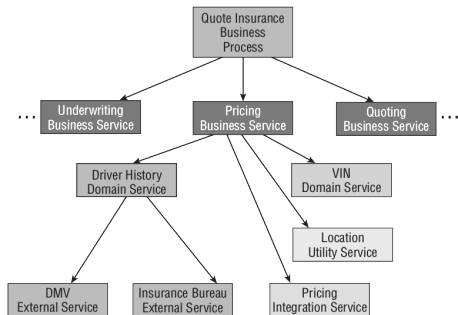 Quote Insurance
Business
Process
... Underwriting
Business Service
Pricing
Business Service
Quoting
Business Service ...
Driver History
Domain Service
VIN
Domain Service
Location
Utility Service
DMV
External Service
Insurance Bureau
External Service
Pricing
Integration Service